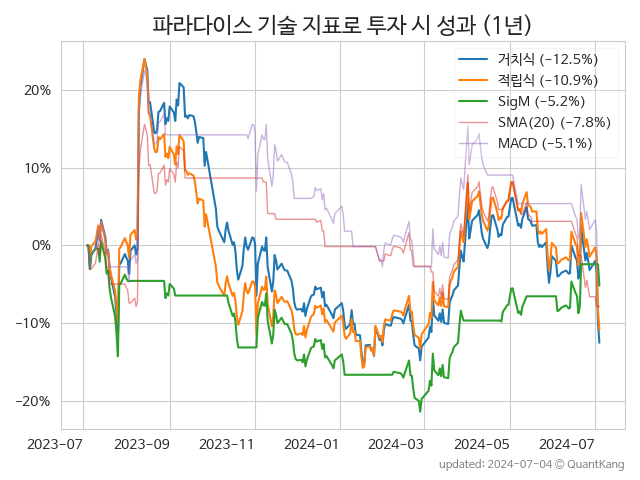 파라다이스 기술 지표로 투자 시 성과 (1년)
거치식 (−12.5%)
적립식 (−10.9%)
SigM (−5.2%)
SMA(20) (−7.8%)
MACD (−5.1%)
20%
10%
0%
−10%
−20%
2023-07
2023-09
2023-11
2024-01
2024-03
2024-05
2024-07
updated: 2024-07-04 © QuantKang